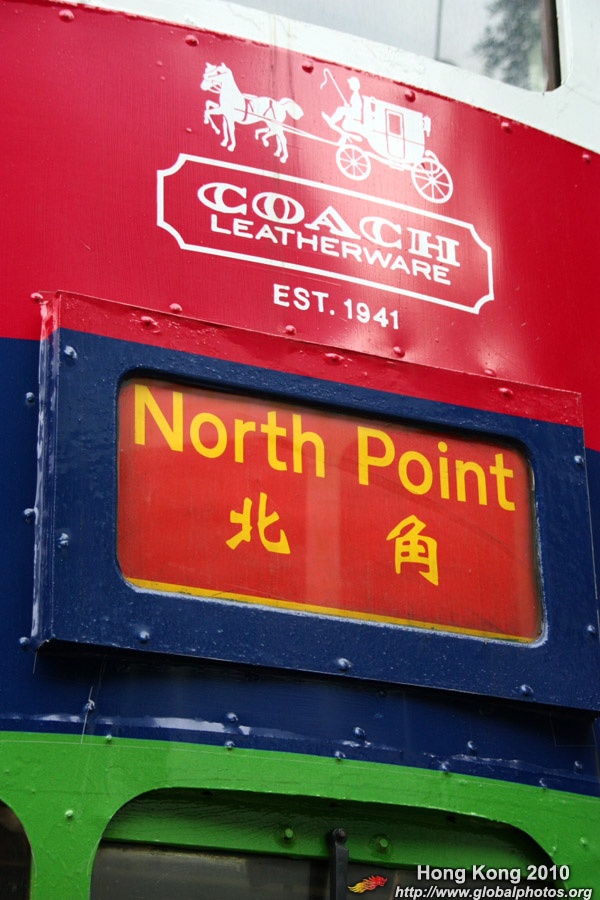 COACH
LEATHERWARE
EST. 1941
North Point
北角
Hong Kong 2010
http://www.globalphotos.org